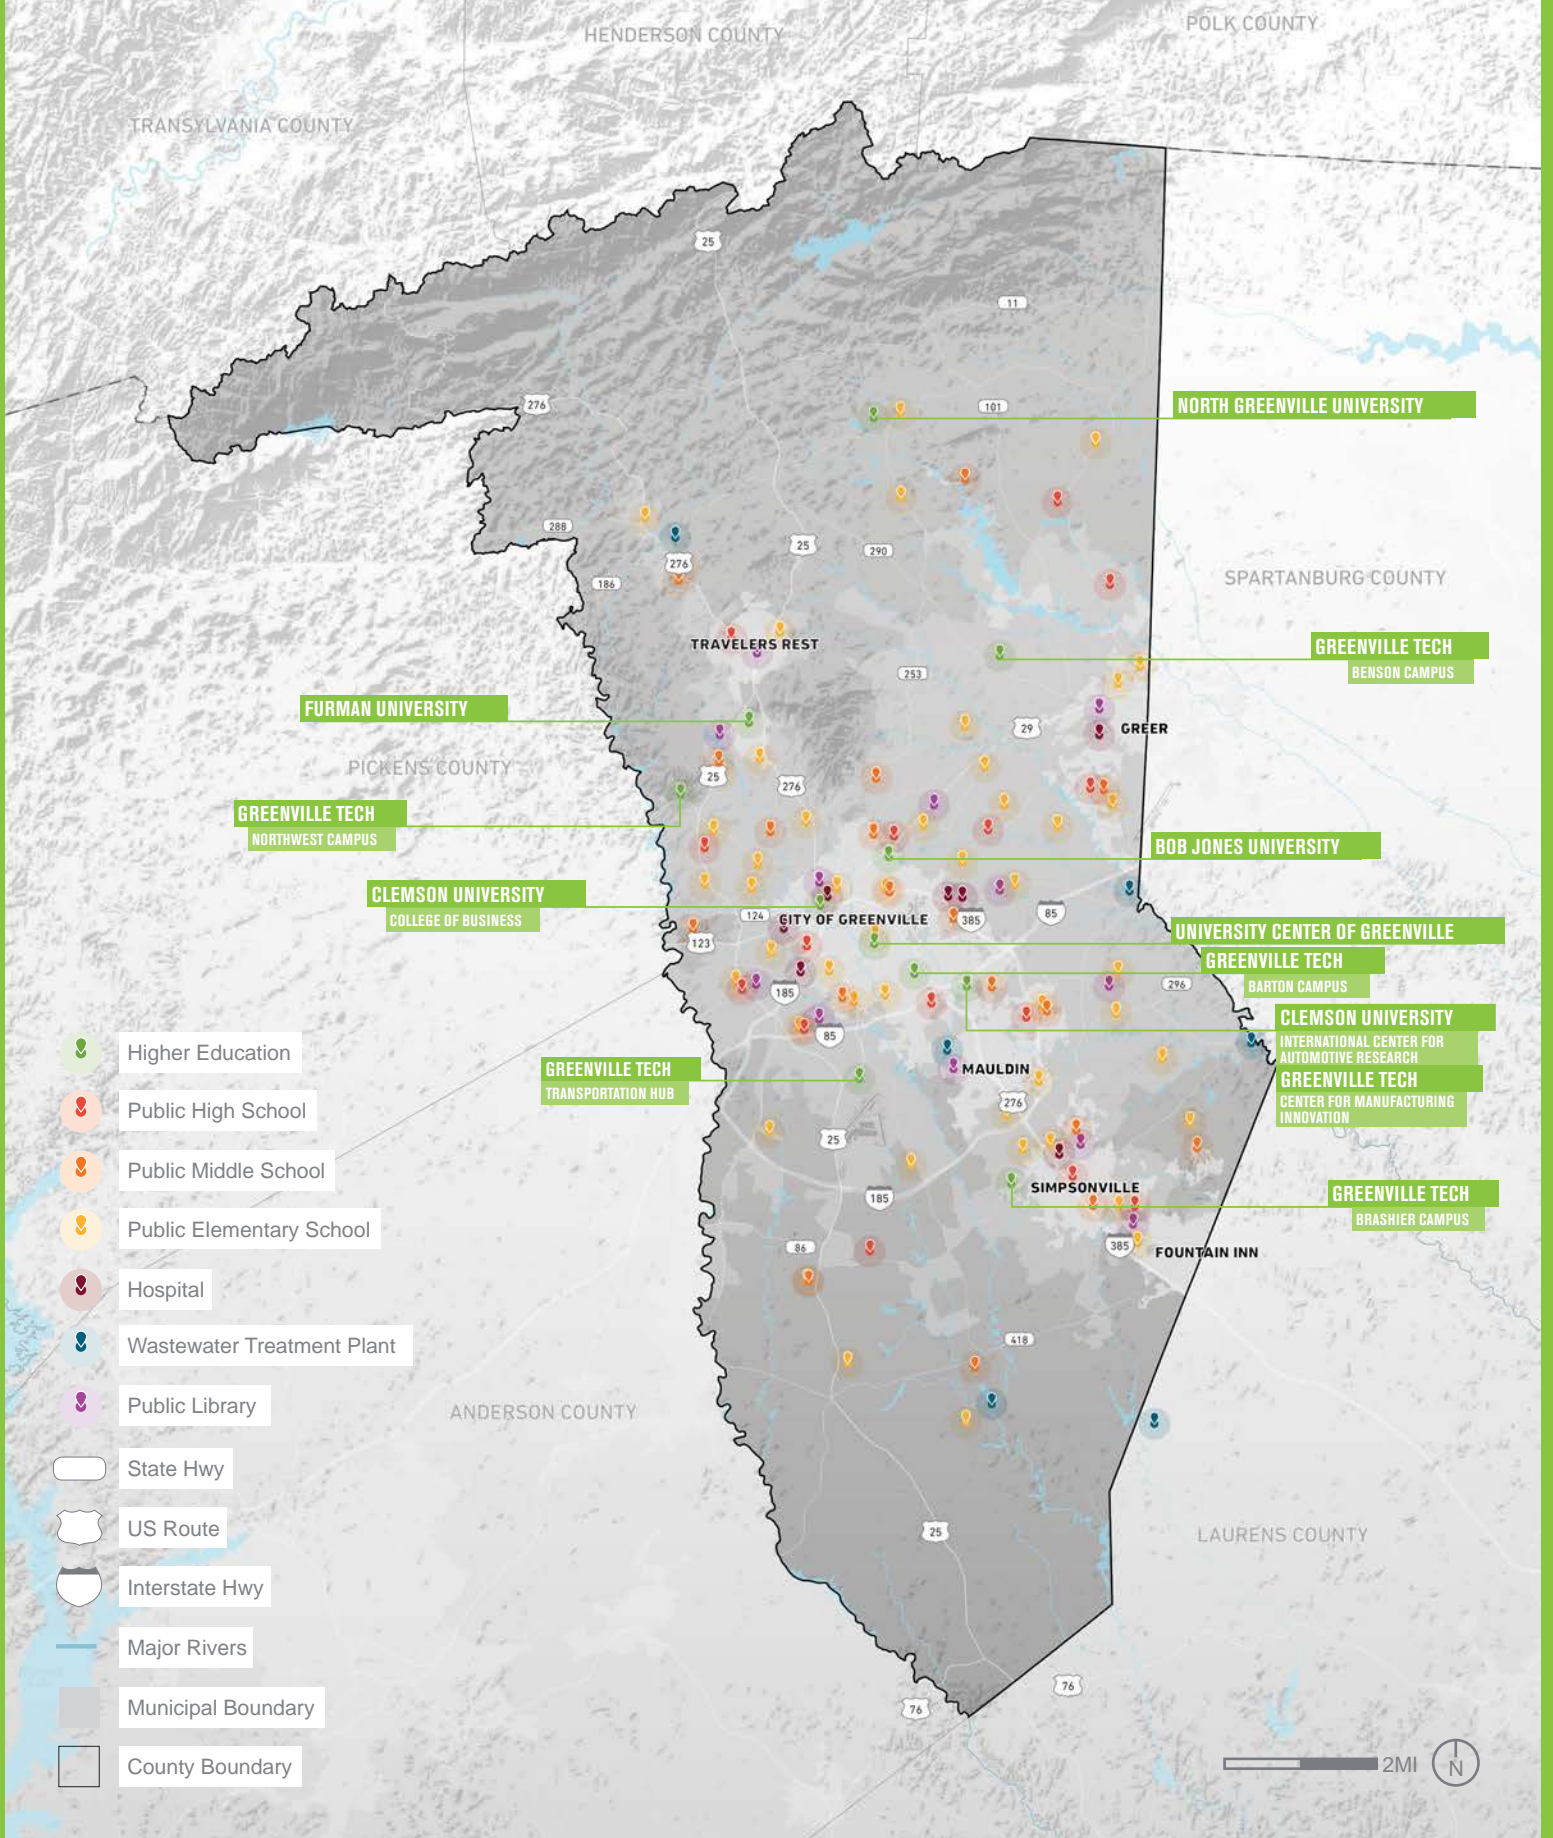 HENDERSON COUNTY
POLK COUNTY
TRANSYLVANIA COUNTY
25
11
276
101
NORTH GREENVILLE UNIVERSITY
288
25
290
276
186
SPARTANBURG COUNTY
TRAVELERS REST
GREENVILLE TECH
BENSON CAMPUS
253
FURMAN UNIVERSITY
29
GREER
PICKENS COUNTY
25
276
GREENVILLE TECH
NORTHWEST CAMPUS
BOB JONES UNIVERSITY
CLEMSON UNIVERSITY
COLLEGE OF BUSINESS
124
CITY OF GREENVILLE
385
85
123
UNIVERSITY CENTER OF GREENVILLE
GREENVILLE TECH
BARTON CAMPUS
185
296
CLEMSON UNIVERSITY
INTERNATIONAL CENTER FOR
AUTOMOTIVE RESEARCH
85
GREENVILLE TECH
TRANSPORTATION HUB
MAULDIN
GREENVILLE TECH
CENTER FOR MANUFACTURING
INNOVATION
276
25
185
SIMPSONVILLE
GREENVILLE TECH
BRASHIER CAMPUS
86
385
FOUNTAIN INN
418
ANDERSON COUNTY
25
LAURENS COUNTY
76
76
Higher Education
Public High School
Public Middle School
Public Elementary School
Hospital
Wastewater Treatment Plant
Public Library
State Hwy
US Route
Interstate Hwy
Major Rivers
Municipal Boundary
County Boundary
2MI
N